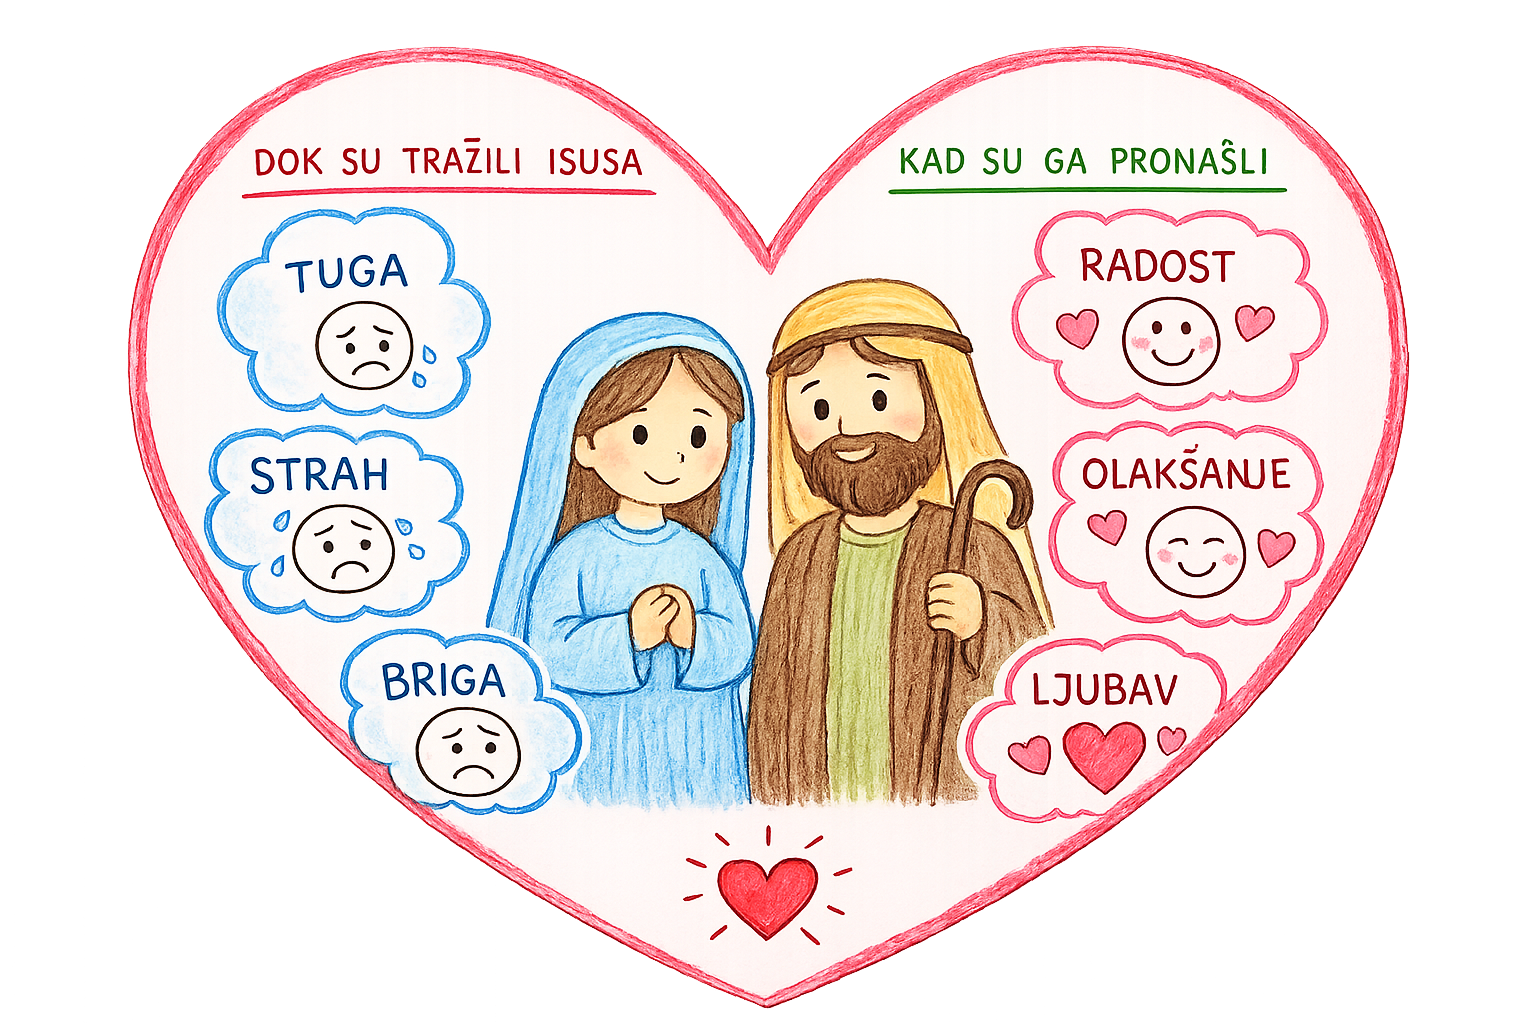 DOK SU TRAŽILI ISUSA
TUGA
STRAH
BRIGA
KAD SU GA PRONAŠLI
RADOST
OLAKŠANJE
LJUBAV